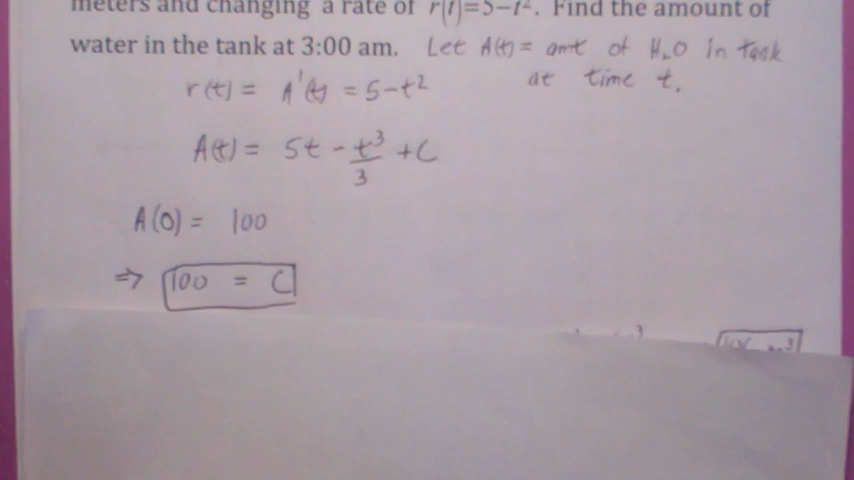 meters and changing a rate of r(t)=5−t². Find the amount of
water in the tank at 3:00 am. Let A(t) = amt of H₂O in tank
at time t.
r(t) = A'(t) = 5-t²
A(t) = 5t - t³/3 + C
A(0) = 100
⇒ 100 = C